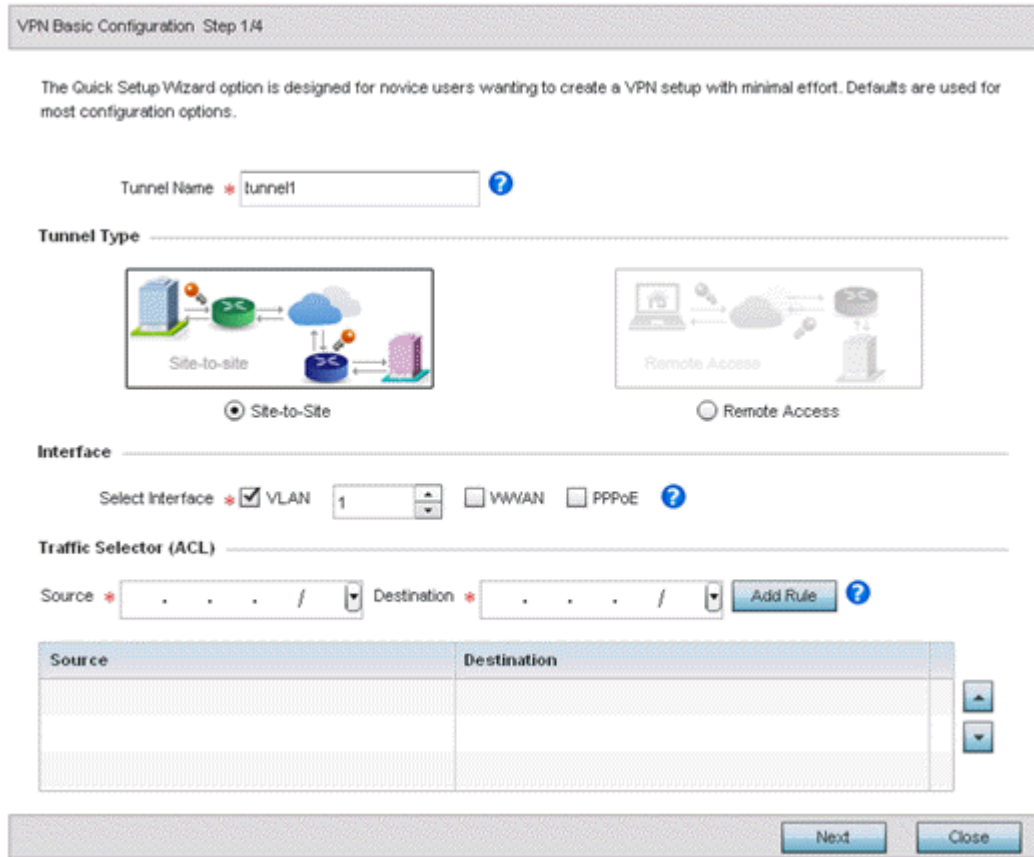 VPN Basic Configuration Step 1/4
The Quick Setup Wizard option is designed for novice users wanting to create a VPN setup with minimal effort. Defaults are used for
most configuration options.
Tunnel Name * tunnel1 ?
Tunnel Type
Site-to-site
Remote Access
Site-to-Site
Remote Access
Interface
Select Interface * VLAN 1 WWAN PPPoE ?
Traffic Selector (ACL)
Source * . . . / Destination * . . . / Add Rule ?
Source Destination
Next Close